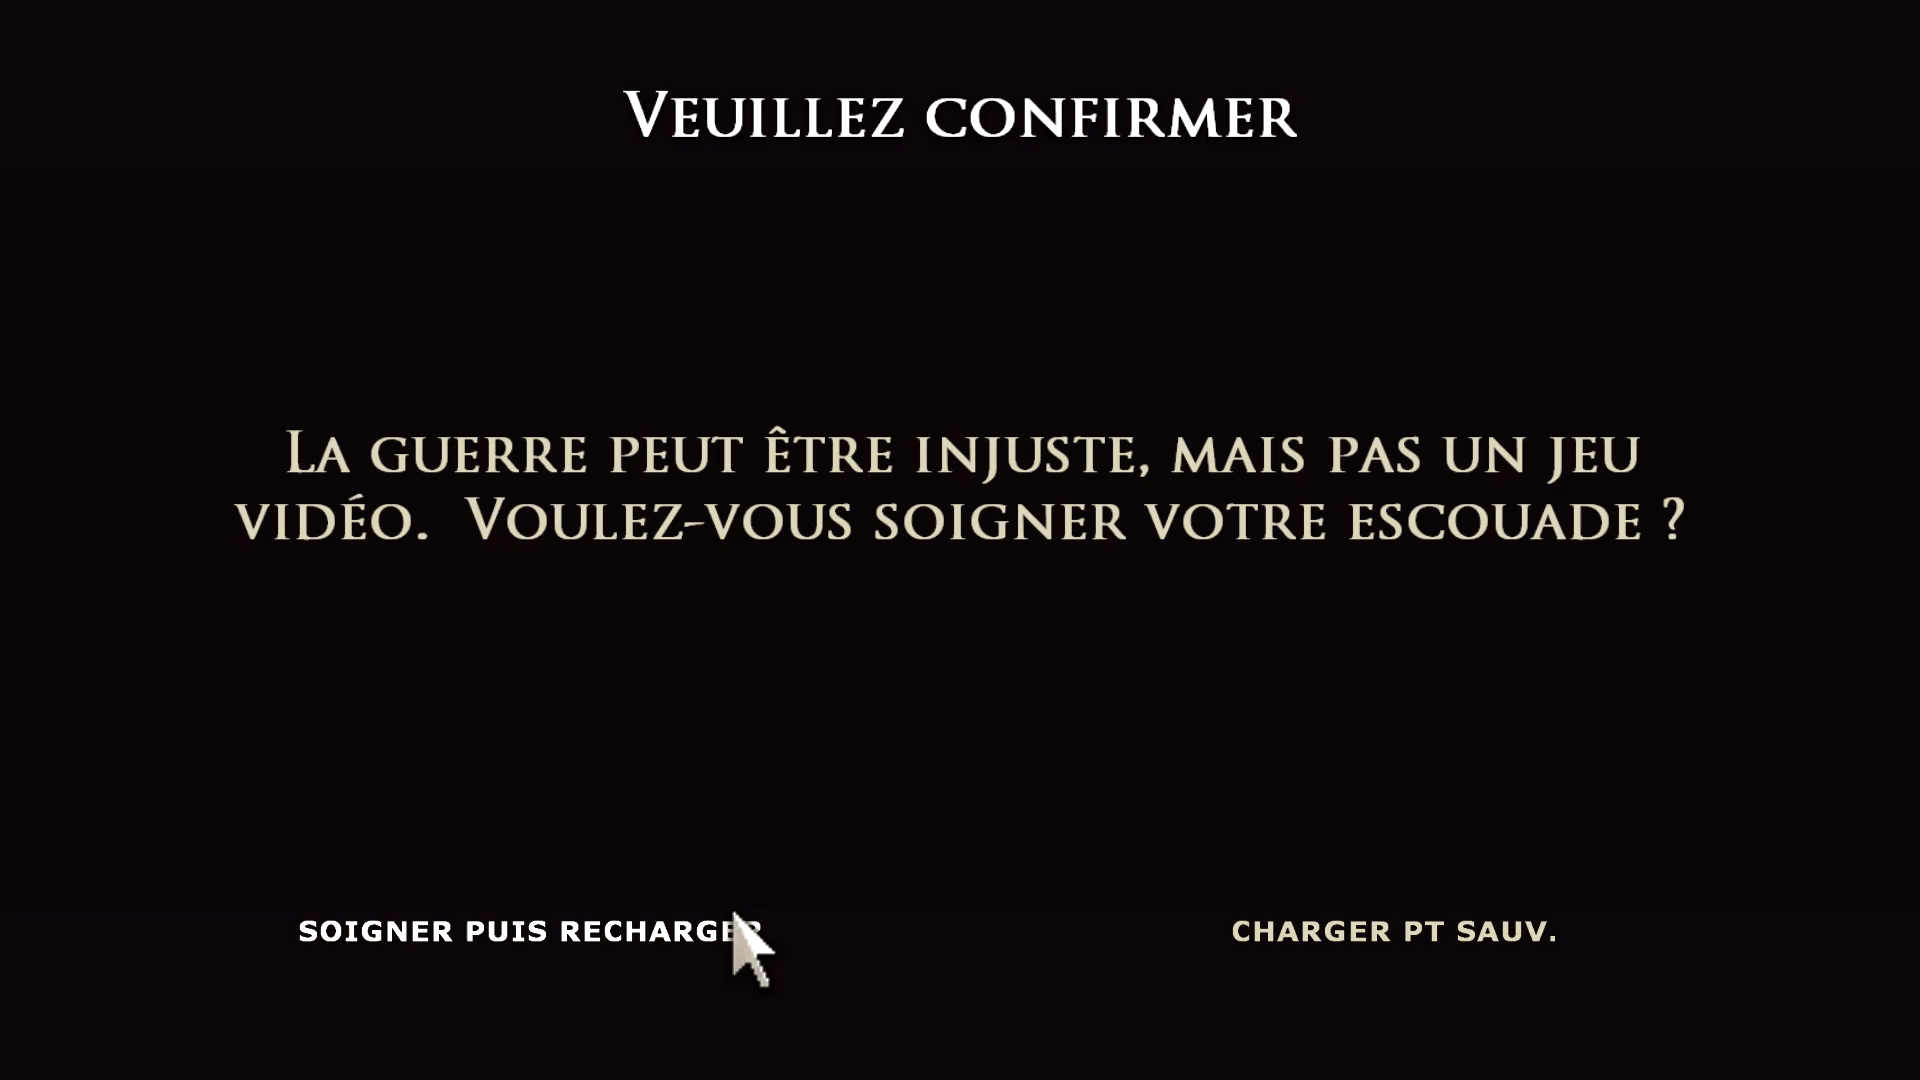 Veuillez confirmer
La guerre peut être injuste, mais pas un jeu
vidéo.  Voulez-vous soigner votre escouade ?
SOIGNER PUIS RECHARGER
CHARGER PT SAUV.